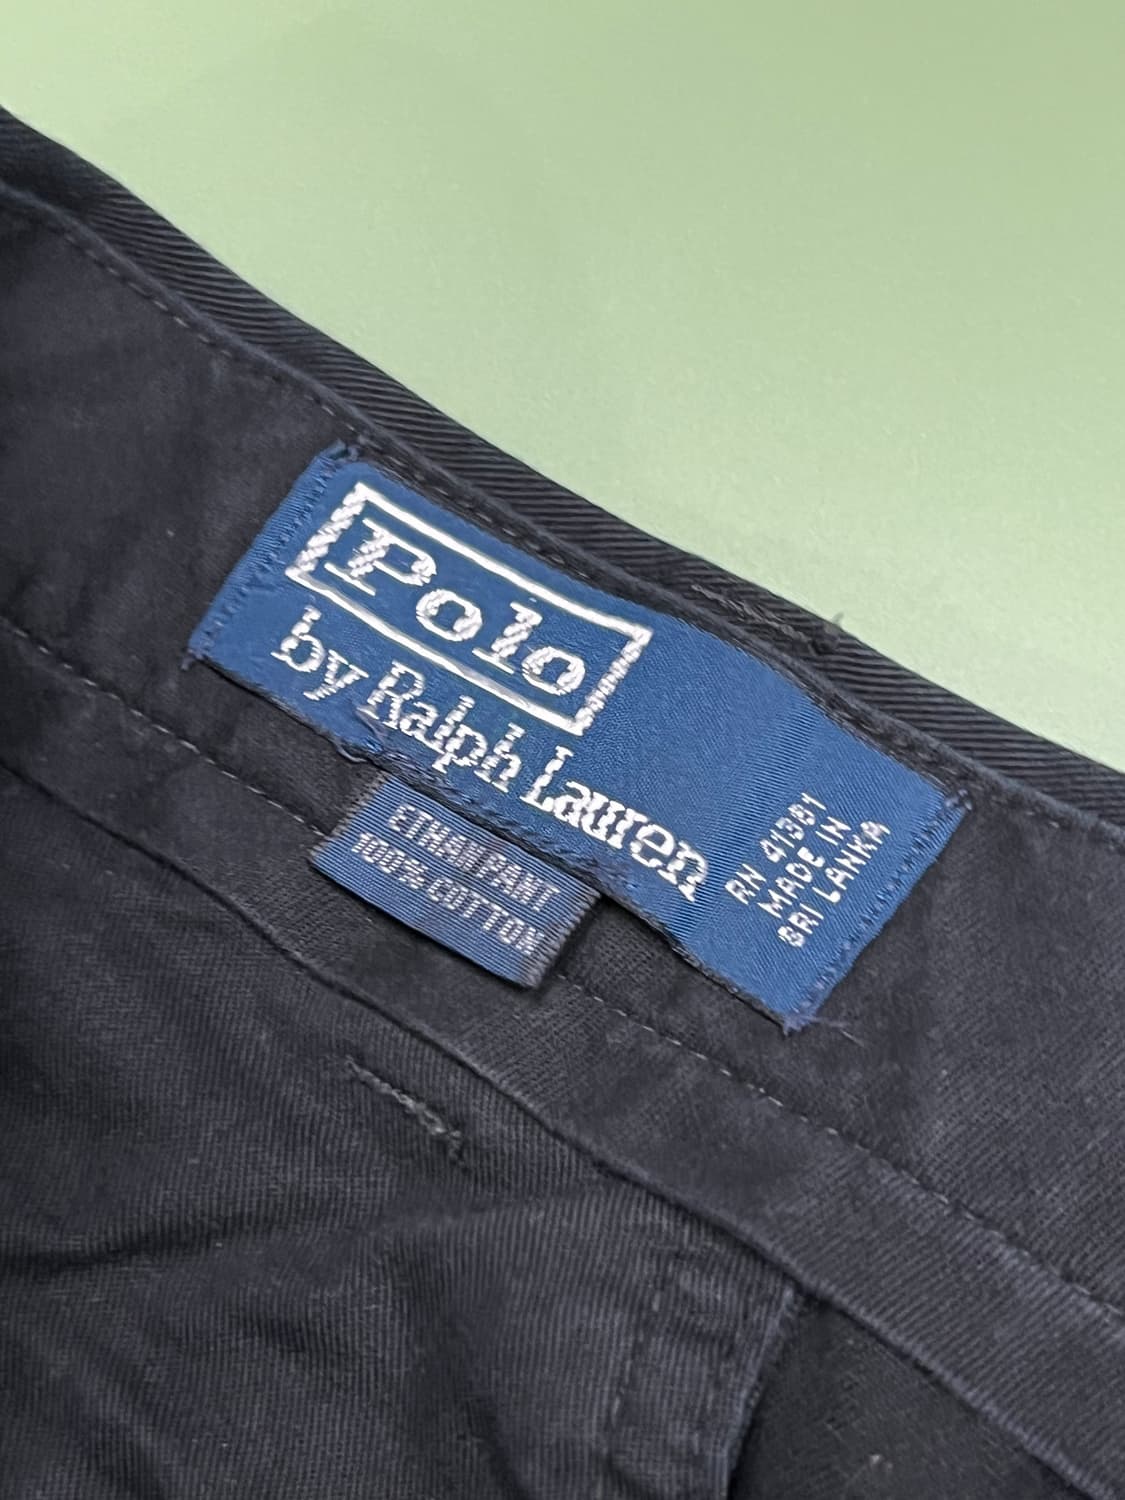 Polo
by Ralph Lauren
ETHAN PANT
100% COTTON
RN 41381
MADE IN
SRI LANKA